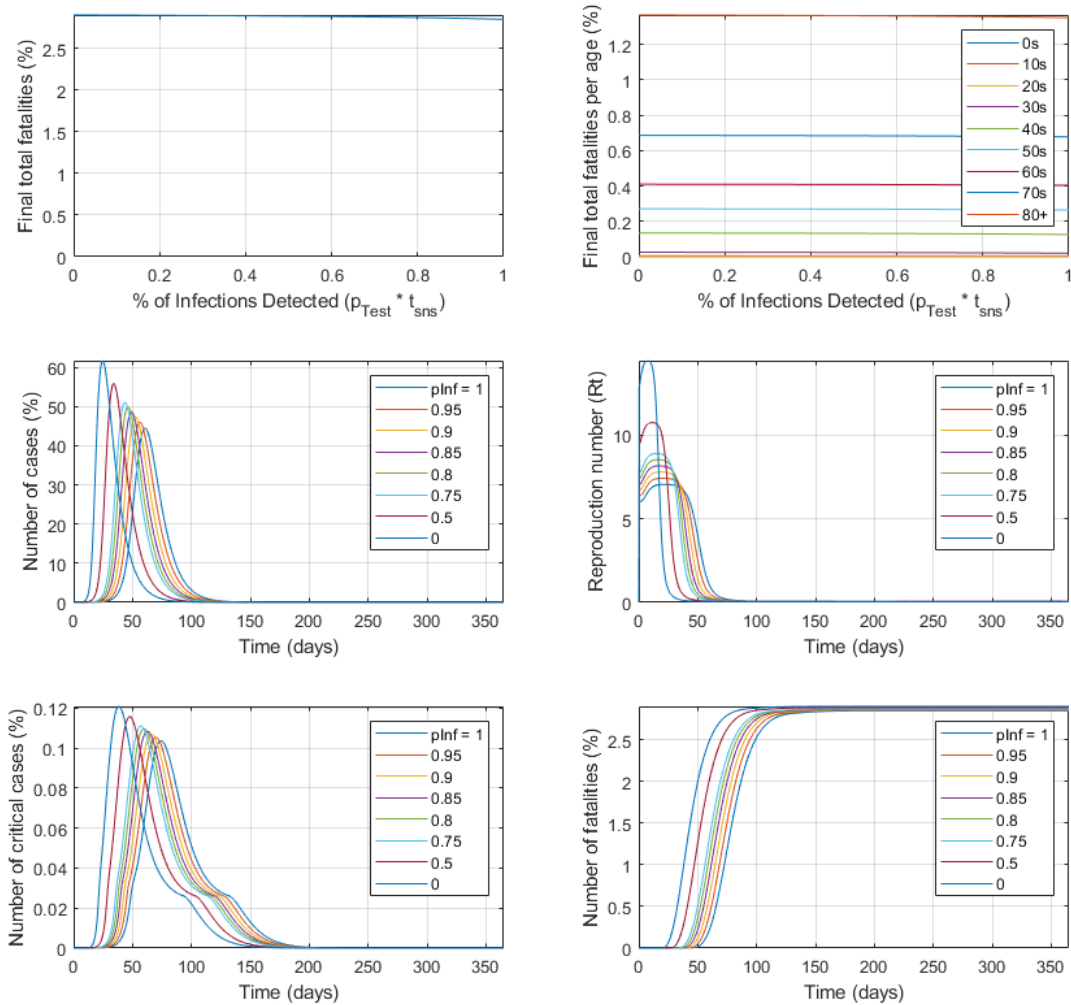 Final total fatalities (%)
2.5
2
1.5
1
0.5
0
0 0.2 0.4 0.6 0.8 1
% of Infections Detected (pTest * tsns)
Final total fatalities per age (%)
1.2
1
0.8
0.6
0.4
0.2
0
0 0.2 0.4 0.6 0.8 1
% of Infections Detected (pTest * tsns)
0s
10s
20s
30s
40s
50s
60s
70s
80+
Number of cases (%)
60
50
40
30
20
10
0
0 50 100 150 200 250 300 350
Time (days)
pInf = 1
0.95
0.9
0.85
0.8
0.75
0.5
0
Reproduction number (Rt)
10
5
0
0 50 100 150 200 250 300 350
Time (days)
pInf = 1
0.95
0.9
0.85
0.8
0.75
0.5
0
Number of critical cases (%)
0.12
0.1
0.08
0.06
0.04
0.02
0
0 50 100 150 200 250 300 350
Time (days)
pInf = 1
0.95
0.9
0.85
0.8
0.75
0.5
0
Number of fatalities (%)
2.5
2
1.5
1
0.5
0
0 50 100 150 200 250 300 350
Time (days)
pInf = 1
0.95
0.9
0.85
0.8
0.75
0.5
0